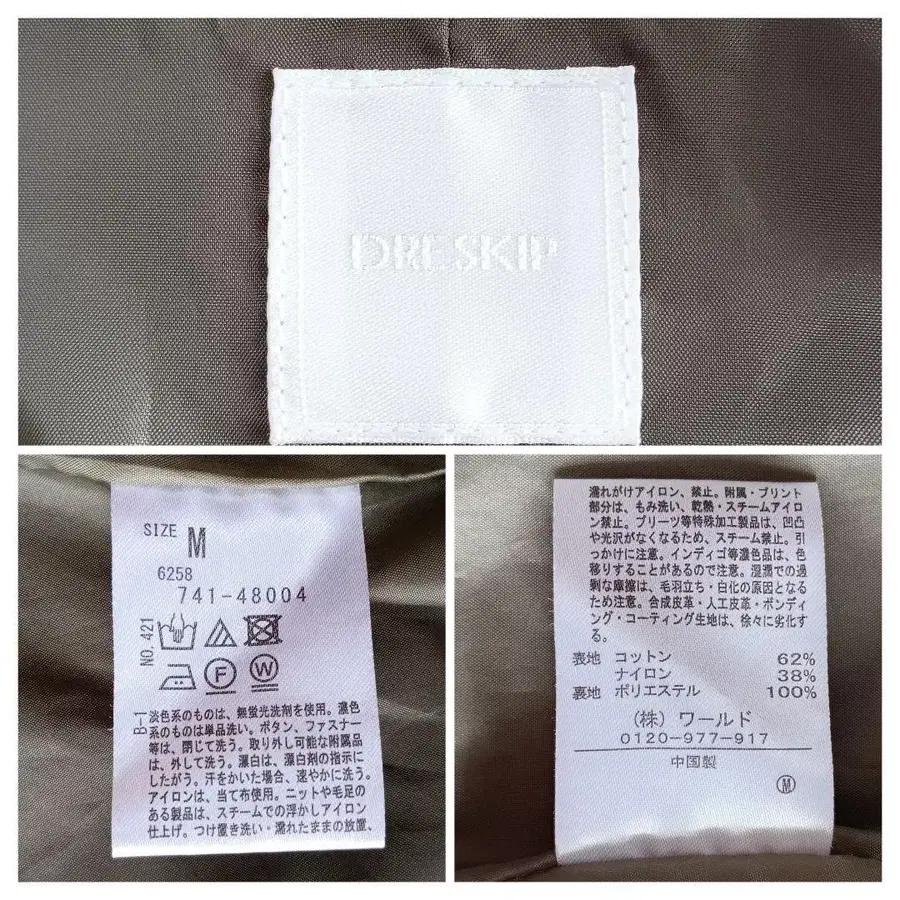 DRESKIP
SIZE M
6258
741-48004
NO. 421
F
W
B-1
淡色系のものは、無蛍光洗剤を使用。濃色
系のものは単品洗い。ボタン、ファスナー
等は、閉じて洗う。取り外し可能な附属品
は、外して洗う。漂白は、漂白剤の指示に
したがう。汗をかいた場合、速やかに洗う。
アイロンは、当て布使用。ニットや毛足の
ある製品は、スチームでの浮かしアイロン
仕上げ。つけ置き洗い・濡れたままの放置、
濡れがけアイロン、禁止。附属・プリント
部分は、もみ洗い、乾熱・スチームアイロ
ン禁止。プリーツ等特殊加工製品は、凹凸
や光沢がなくなるため、スチーム禁止。引
っかけに注意。インディゴ等濃色品は、色
移りすることがあるので注意。湿潤での過
剰な摩擦は、毛羽立ち・白化の原因となる
ため注意。合成皮革・人工皮革・ボンディ
ング・コーティング生地は、徐々に劣化す
る。
表地 コットン 62%
ナイロン 38%
裏地 ポリエステル 100%
(株) ワールド
0120-977-917
中国製
M